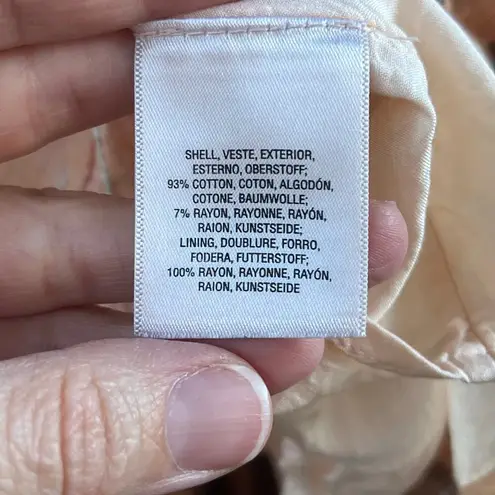 SHELL, VESTE, EXTERIOR,
ESTERNO, OBERSTOFF;
93% COTTON, COTON, ALGODÓN,
COTONE, BAUMWOLLE;
7% RAYON, RAYONNE, RAYÓN,
RAION, KUNSTSEIDE;
LINING, DOUBLURE, FORRO,
FODERA, FUTTERSTOFF;
100% RAYON, RAYONNE, RAYÓN,
RAION, KUNSTSEIDE